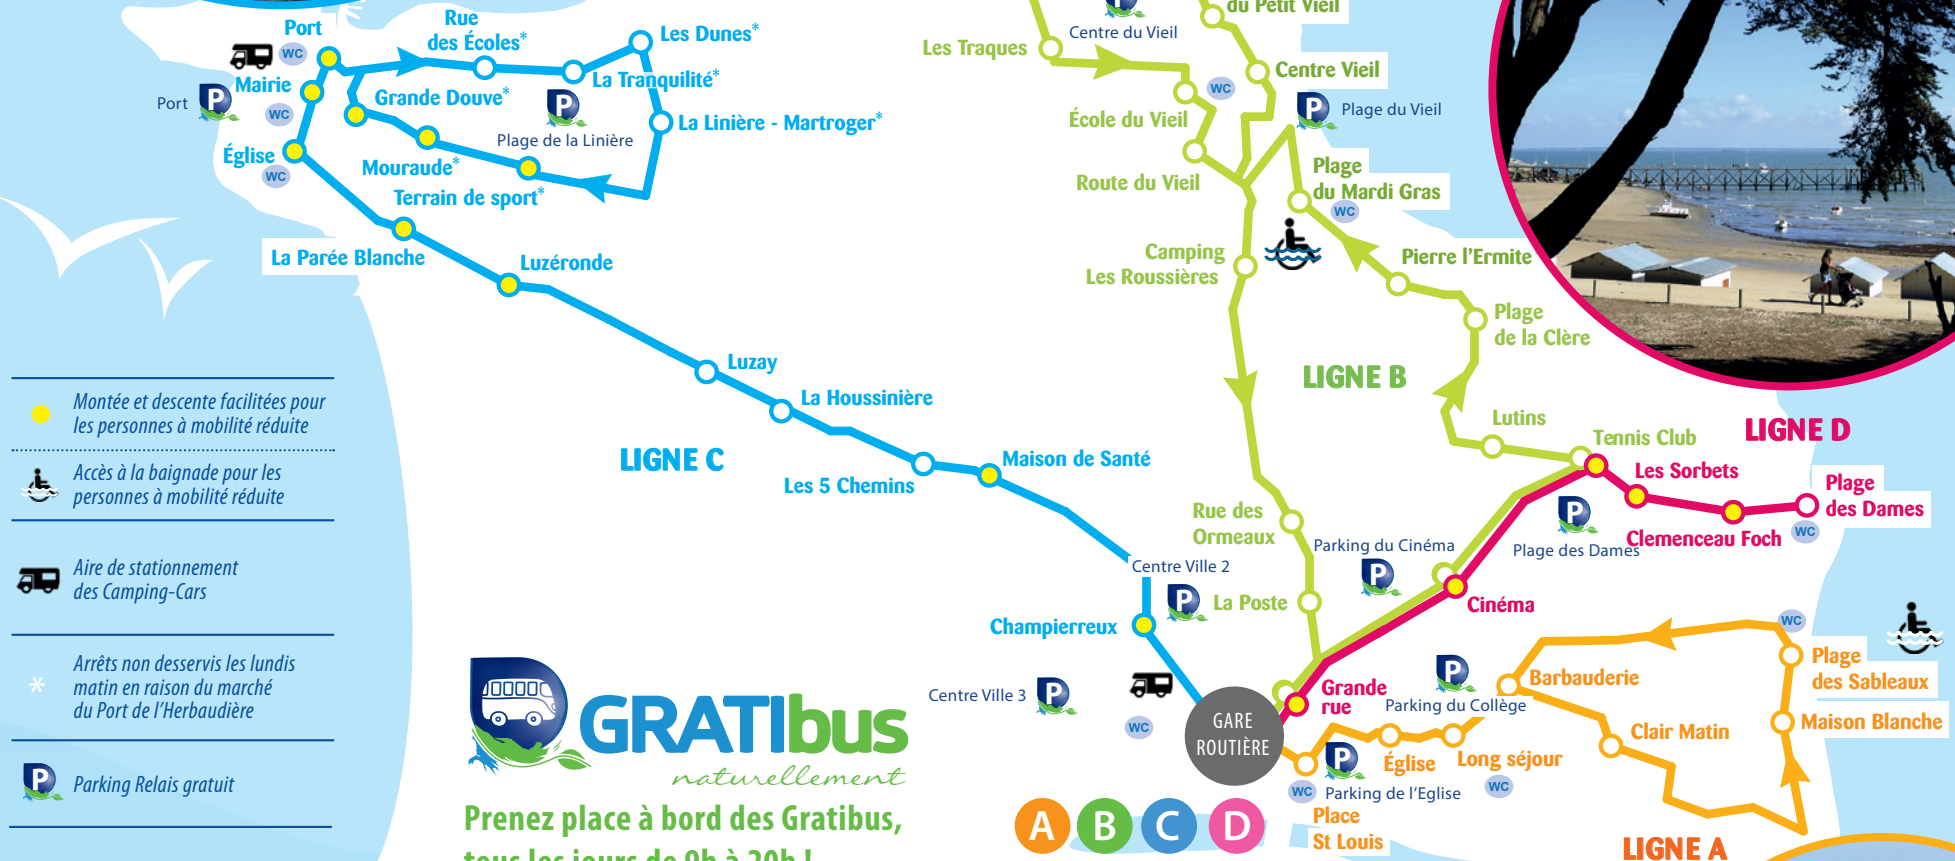 Port
WC
Mairie
Port
P
WC
Église
WC
Rue
des Écoles*
Les Dunes*
La Tranquilité*
Grande Douve*
P
Plage de la Linière
La Linière - Martroger*
Mouraude*
Terrain de sport*
La Parée Blanche
Luzéronde
Luzay
La Houssinière
LIGNE C
Les 5 Chemins
Maison de Santé
Centre Ville 2
P
Champierreux
Centre Ville 3
P
WC
GARE
ROUTIÈRE
Centre du Vieil
Les Traques
du Petit Vieil
Centre Vieil
WC
P
Plage du Vieil
École du Vieil
Route du Vieil
Plage
du Mardi Gras
WC
Camping
Les Roussières
Pierre l'Ermite
Plage
de la Clère
LIGNE B
Lutins
Tennis Club
LIGNE D
Les Sorbets
Plage
des Dames
WC
Clemenceau Foch
P
Plage des Dames
Rue des
Ormeaux
Parking du Cinéma
P
La Poste
Cinéma
Grande
rue
P
Parking du Collège
Barbauderie
WC
Plage
des Sableaux
Maison Blanche
Clair Matin
Long séjour
WC
Église
P
Parking de l'Eglise
WC
Place
St Louis
LIGNE A
Montée et descente facilitées pour
les personnes à mobilité réduite
Accès à la baignade pour les
personnes à mobilité réduite
Aire de stationnement
des Camping-Cars
* Arrêts non desservis les lundis
matin en raison du marché
du Port de l'Herbaudière
P Parking Relais gratuit
GRATIbus
naturellement
Prenez place à bord des Gratibus,
tous les jours de 9h à 20h !
A B C D